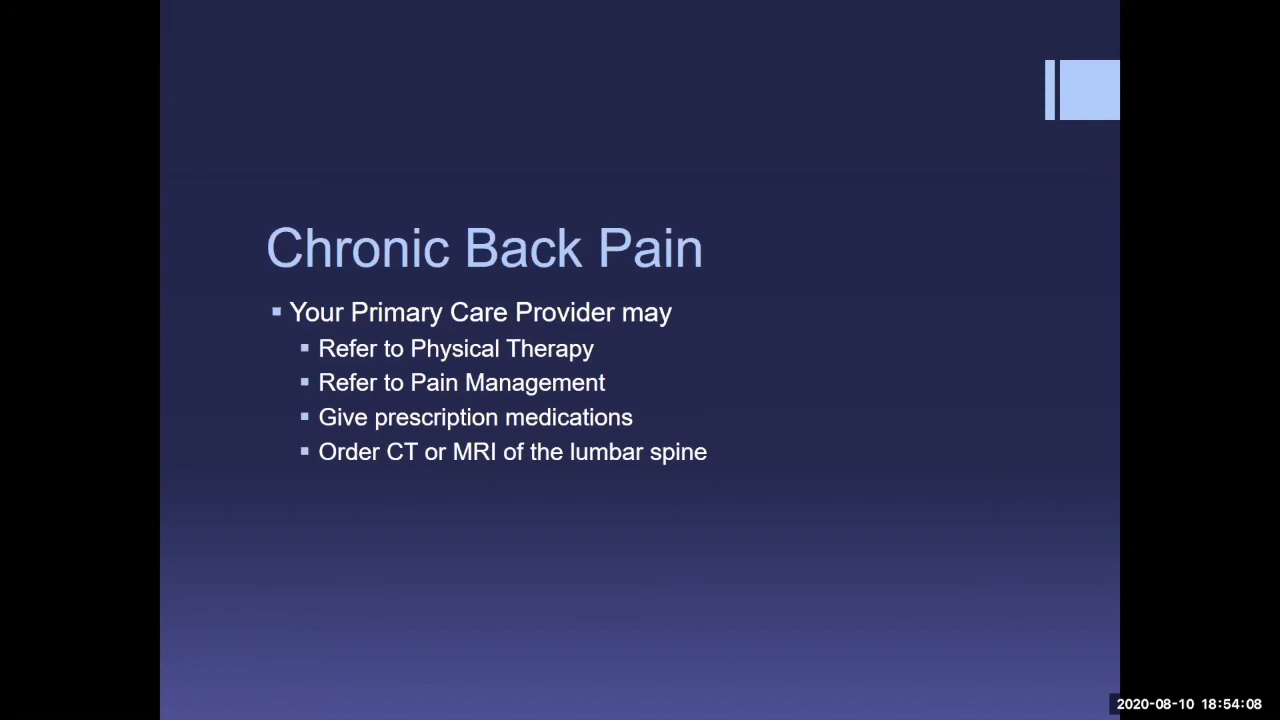 Chronic Back Pain
▪ Your Primary Care Provider may
▪ Refer to Physical Therapy
▪ Refer to Pain Management
▪ Give prescription medications
▪ Order CT or MRI of the lumbar spine
2020-08-10 18:54:08